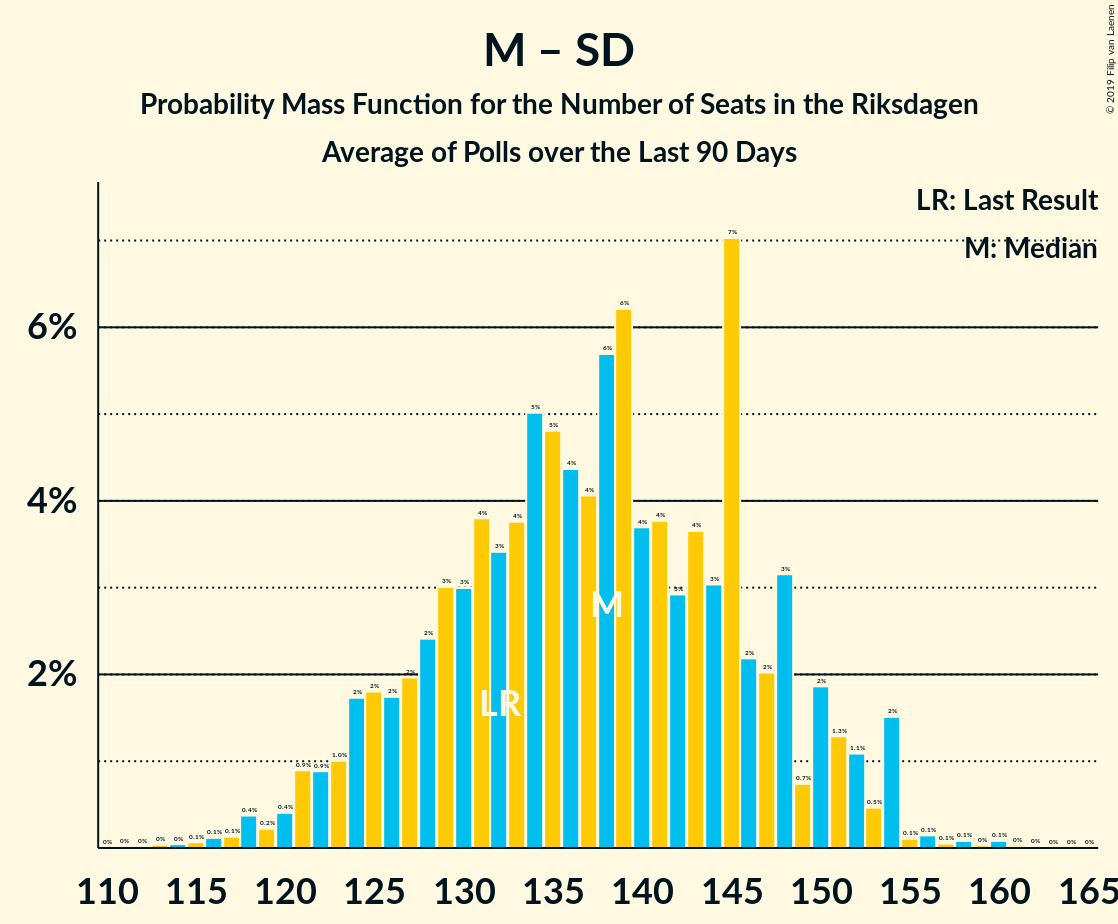 M – SD
Probability Mass Function for the Number of Seats in the Riksdagen
Average of Polls over the Last 90 Days
© 2019 Filip van Laenen
LR: Last Result
M: Median
6%
4%
2%
0% 0% 0% 0% 0% 0.1% 0.1% 0.1% 0.4% 0.2% 0.4% 0.9% 0.9% 1.0% 2% 2% 2% 2% 2% 3% 3% 4% 3% 4% 5% 5% 4% 4% 6% 6% 4% 4% 3% 4% 3% 7% 2% 2% 3% 0.7% 2% 1.3% 1.1% 0.5% 2% 0.1% 0.1% 0.1% 0.1% 0% 0.1% 0% 0% 0% 0% 0%
M
LR
110 115 120 125 130 135 140 145 150 155 160 165